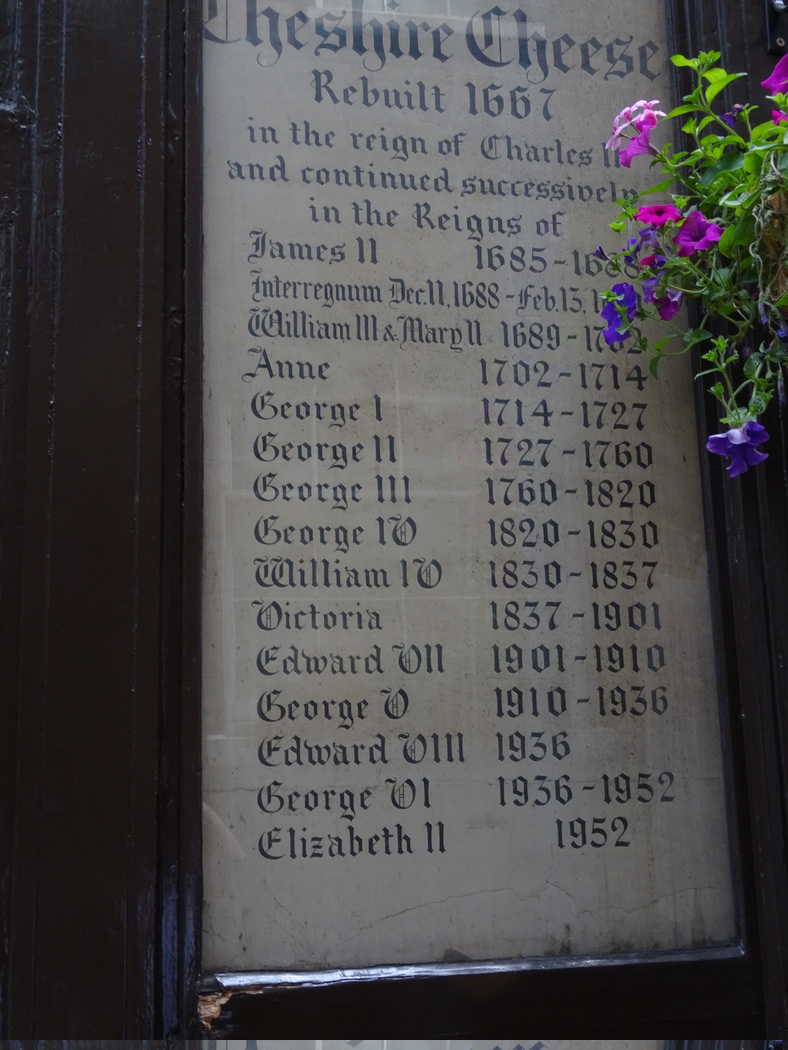 Cheshire Cheese
Rebuilt 1667
in the reign of Charles II
and continued successively
in the Reigns of
James II 1685-1688
Interregnum Dec. 11, 1688 - Feb. 13,
William III & Mary II 1689-1702
Anne 1702-1714
George I 1714-1727
George II 1727-1760
George III 1760-1820
George IV 1820-1830
William IV 1830-1837
Victoria 1837-1901
Edward VII 1901-1910
George V 1910-1936
Edward VIII 1936
George VI 1936-1952
Elizabeth II 1952